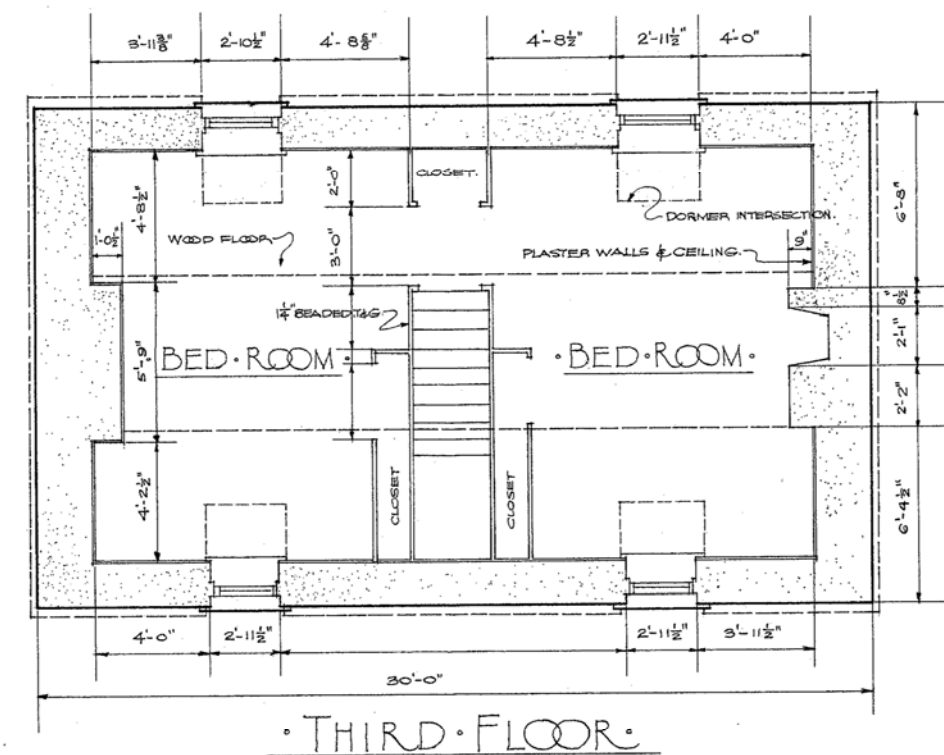 3'-11⅜" 2'-10½" 4'-8⅝" 4'-8½" 2'-11½" 4'-0"
CLOSET.
2'-0"
4'-8½"
1'-0½"
WOOD FLOOR
3'-0"
DORMER INTERSECTION.
PLASTER WALLS & CEILING.
9"
6'-8"
8½"
1¼" BEADED T&G.
2'-1"
5'-9"
BED·ROOM·
·BED·ROOM·
2'-2"
4'-2½"
CLOSET
CLOSET
6'-4½"
4'-0" 2'-11½" 2'-11½" 3'-11½"
30'-0"
·THIRD·FLOOR·